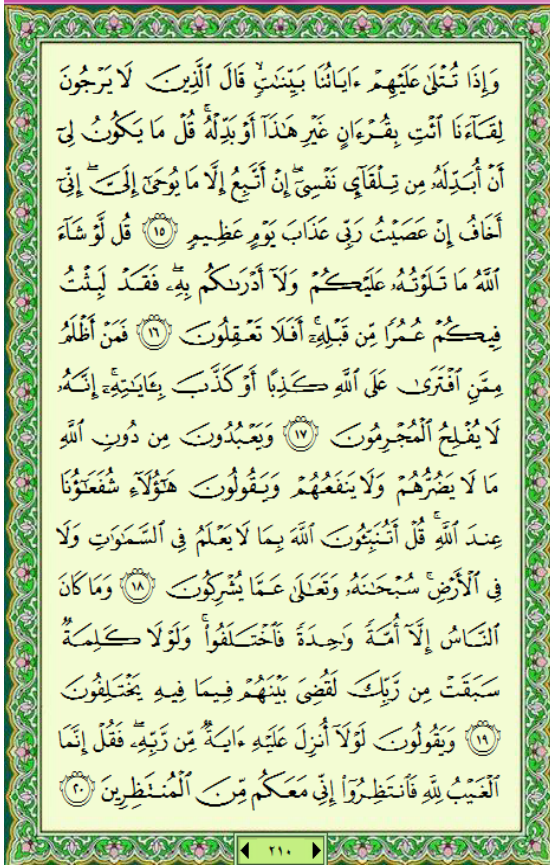 وَإِذَا تُتْلَىٰ عَلَيْهِمْ ءَايَاتُنَا بَيِّنَـٰتٍۙ قَالَ ٱلَّذِينَ لَا يَرْجُونَ
لِقَآءَنَا ٱئْتِ بِقُرْءَانٍ غَيْرِ هَـٰذَآ أَوْ بَدِّلْهُۚ قُلْ مَا يَكُونُ لِىٓ
أَنْ أُبَدِّلَهُۥ مِن تِلْقَآئِ نَفْسِىٓۖ إِنْ أَتَّبِعُ إِلَّا مَا يُوحَىٰٓ إِلَىَّۖ إِنِّىٓ
أَخَافُ إِنْ عَصَيْتُ رَبِّى عَذَابَ يَوْمٍ عَظِيمٍ ١٥ قُل لَّوْ شَآءَ
ٱللَّهُ مَا تَلَوْتُهُۥ عَلَيْكُمْ وَلَآ أَدْرَىٰكُم بِهِۦۖ فَقَدْ لَبِثْتُ
فِيكُمْ عُمُرًا مِّن قَبْلِهِۦٓۚ أَفَلَا تَعْقِلُونَ ١٦ فَمَنْ أَظْلَمُ
مِمَّنِ ٱفْتَرَىٰ عَلَى ٱللَّهِ كَذِبًا أَوْ كَذَّبَ بِـَٔايَـٰتِهِۦٓۚ إِنَّهُۥ
لَا يُفْلِحُ ٱلْمُجْرِمُونَ ١٧ وَيَعْبُدُونَ مِن دُونِ ٱللَّهِ
مَا لَا يَضُرُّهُمْ وَلَا يَنفَعُهُمْ وَيَقُولُونَ هَـٰٓؤُلَآءِ شُفَعَـٰٓؤُنَا
عِندَ ٱللَّهِۚ قُلْ أَتُنَبِّـُٔونَ ٱللَّهَ بِمَا لَا يَعْلَمُ فِى ٱلسَّمَـٰوَٰتِ وَلَا
فِى ٱلْأَرْضِۚ سُبْحَـٰنَهُۥ وَتَعَـٰلَىٰ عَمَّا يُشْرِكُونَ ١٨ وَمَا كَانَ
ٱلنَّاسُ إِلَّآ أُمَّةً وَٰحِدَةً فَٱخْتَلَفُوا۟ۚ وَلَوْلَا كَلِمَةٌ
سَبَقَتْ مِن رَّبِّكَ لَقُضِىَ بَيْنَهُمْ فِيمَا فِيهِ يَخْتَلِفُونَ
١٩ وَيَقُولُونَ لَوْلَآ أُنزِلَ عَلَيْهِ ءَايَةٌ مِّن رَّبِّهِۦۖ فَقُلْ إِنَّمَا
ٱلْغَيْبُ لِلَّهِ فَٱنتَظِرُوٓا۟ إِنِّى مَعَكُم مِّنَ ٱلْمُنتَظِرِينَ ٢٠
٢١٠